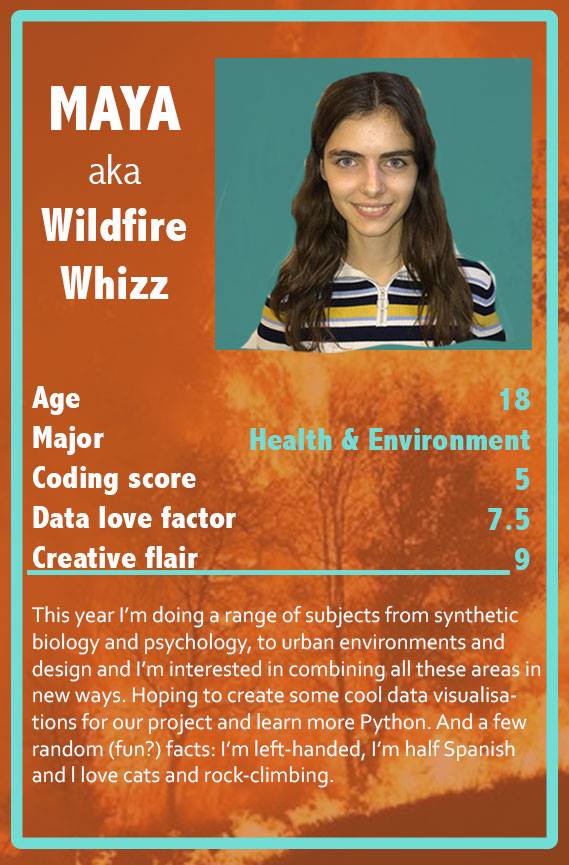 MAYA
aka
Wildfire
Whizz
Age 18
Major Health & Environment
Coding score 5
Data love factor 7.5
Creative flair 9
This year I'm doing a range of subjects from synthetic
biology and psychology, to urban environments and
design and I'm interested in combining all these areas in
new ways. Hoping to create some cool data visualisa-
tions for our project and learn more Python. And a few
random (fun?) facts: I'm left-handed, I'm half Spanish
and I love cats and rock-climbing.